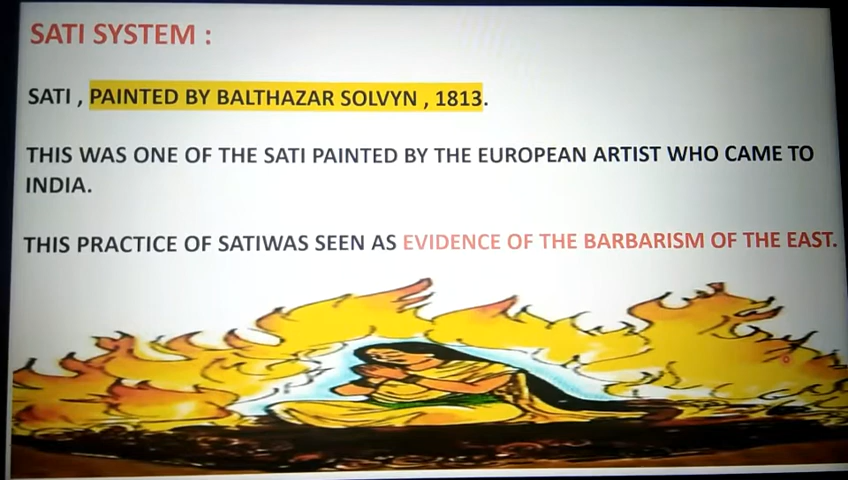 SATI SYSTEM :
SATI , PAINTED BY BALTHAZAR SOLVYN , 1813.
THIS WAS ONE OF THE SATI PAINTED BY THE EUROPEAN ARTIST WHO CAME TO
INDIA.
THIS PRACTICE OF SATIWAS SEEN AS EVIDENCE OF THE BARBARISM OF THE EAST.